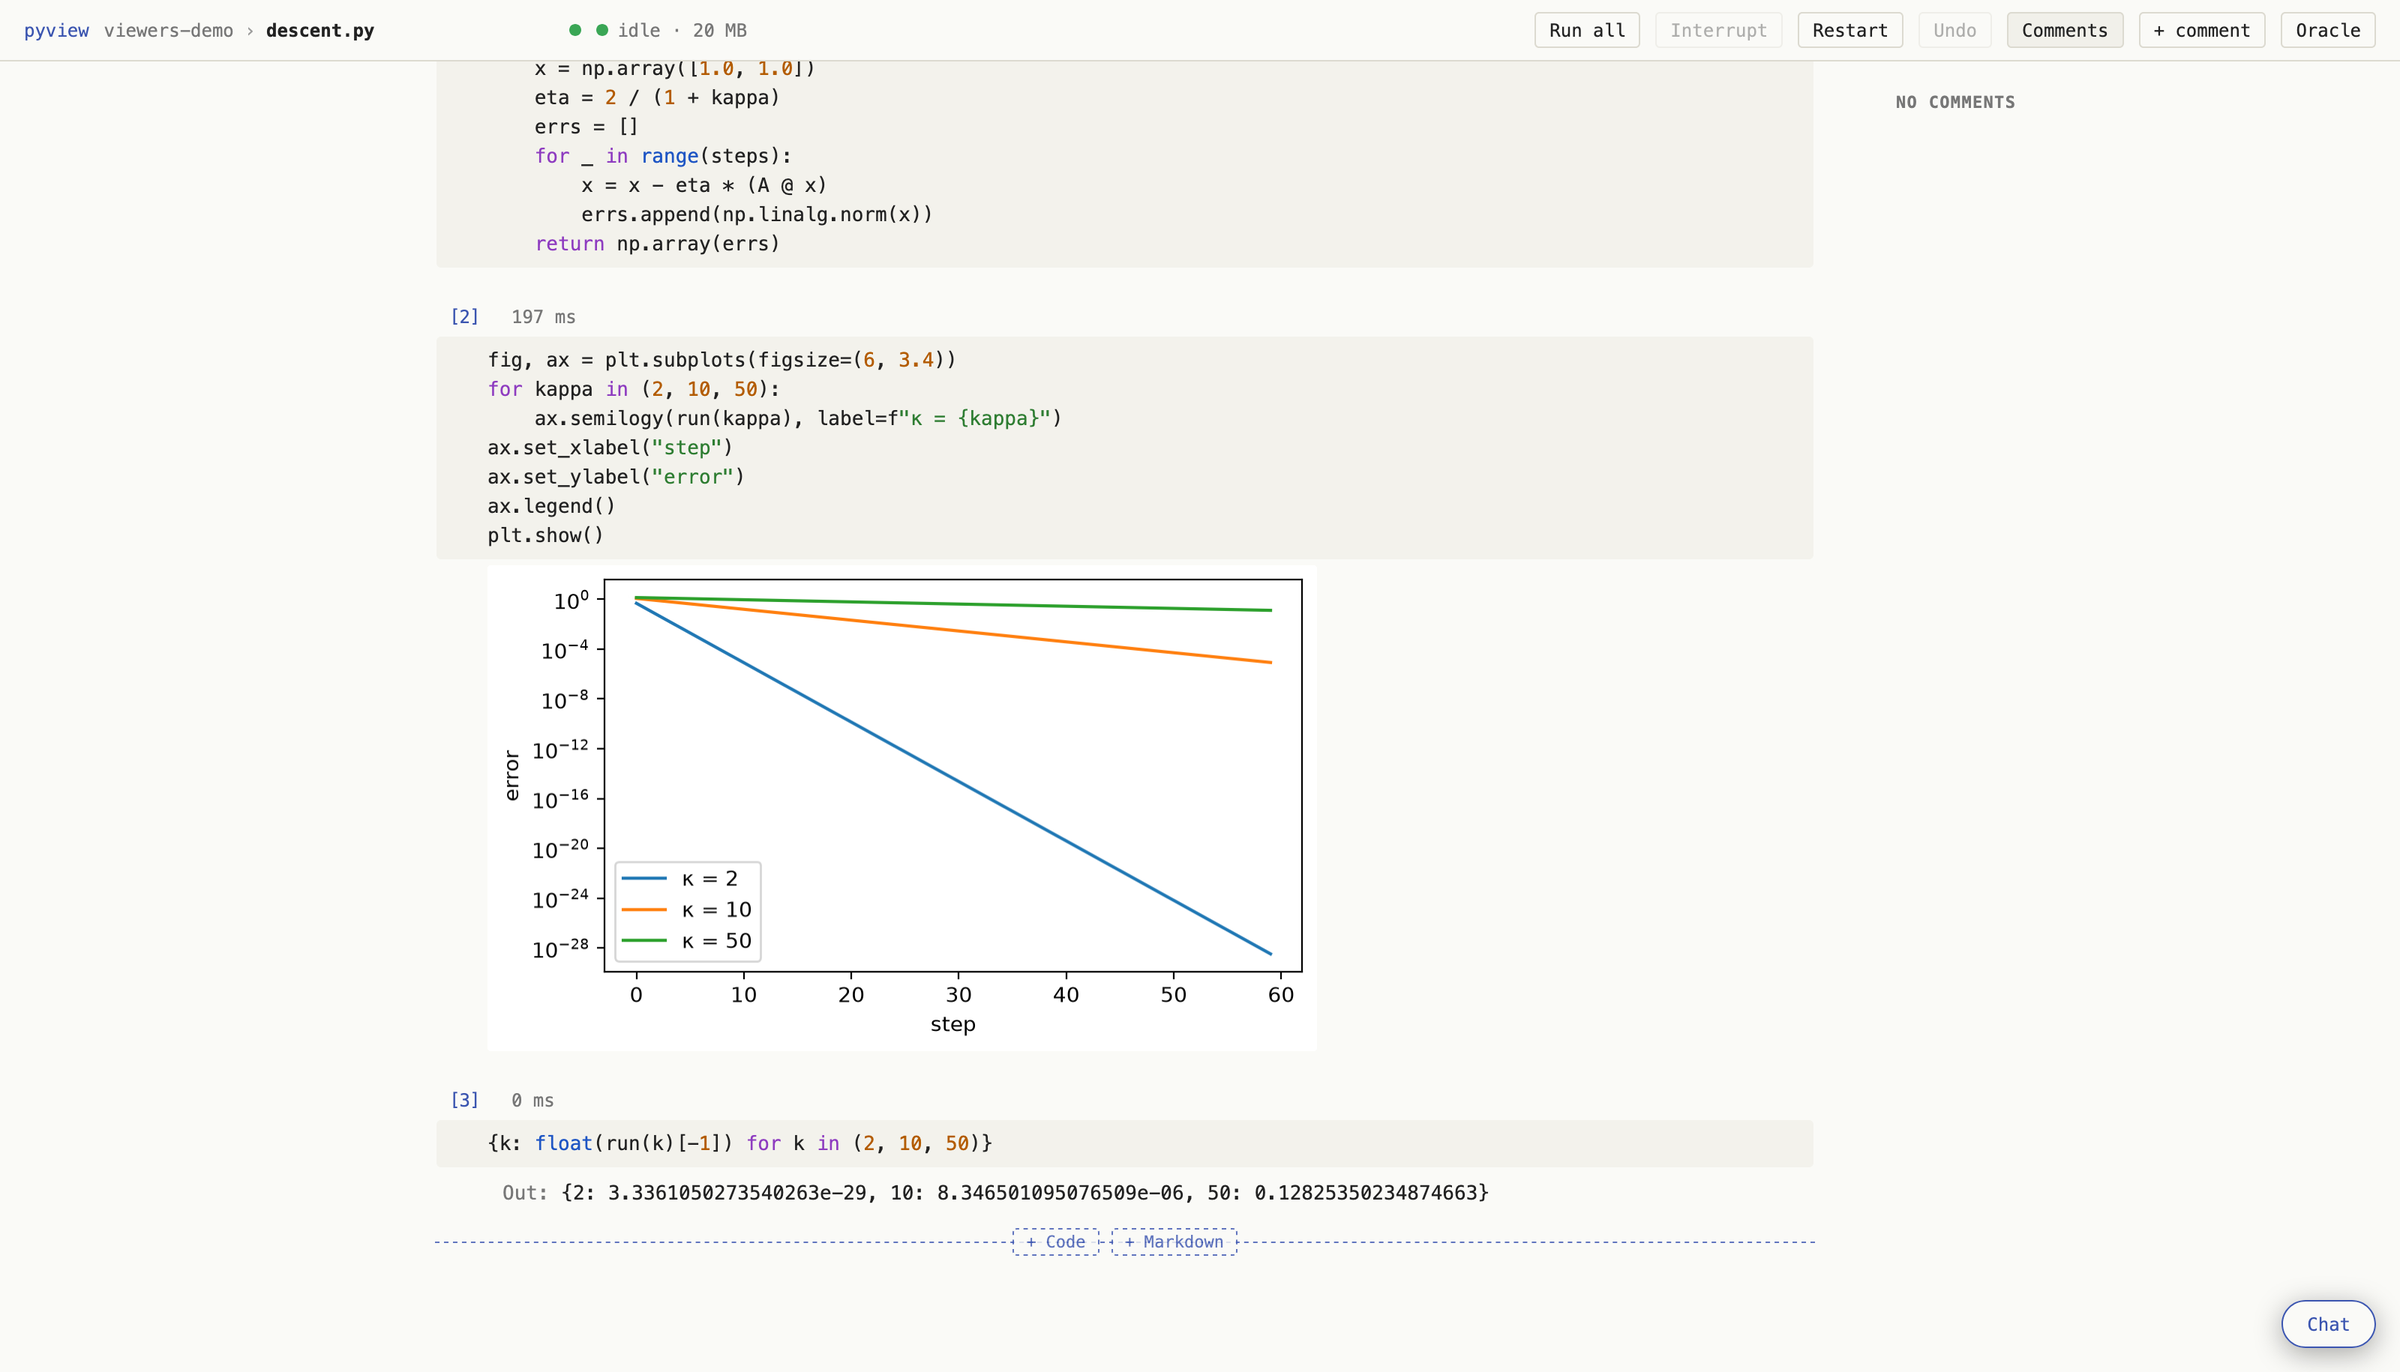 pyview viewers-demo › descent.py
idle · 20 MB
Run all
Interrupt
Restart
Undo
Comments
+ comment
Oracle
NO COMMENTS
x = np.array([1.0, 1.0])
eta = 2 / (1 + kappa)
errs = []
for _ in range(steps):
x = x − eta * (A @ x)
errs.append(np.linalg.norm(x))
return np.array(errs)
[2] 197 ms
fig, ax = plt.subplots(figsize=(6, 3.4))
for kappa in (2, 10, 50):
ax.semilogy(run(kappa), label=f"κ = {kappa}")
ax.set_xlabel("step")
ax.set_ylabel("error")
ax.legend()
plt.show()
10⁰
10⁻⁴
10⁻⁸
10⁻¹²
10⁻¹⁶
10⁻²⁰
10⁻²⁴
10⁻²⁸
error
κ = 2
κ = 10
κ = 50
0 10 20 30 40 50 60
step
[3] 0 ms
{k: float(run(k)[−1]) for k in (2, 10, 50)}
Out: {2: 3.3361050273540263e−29, 10: 8.346501095076509e−06, 50: 0.12825350234874663}
+ Code
+ Markdown
Chat